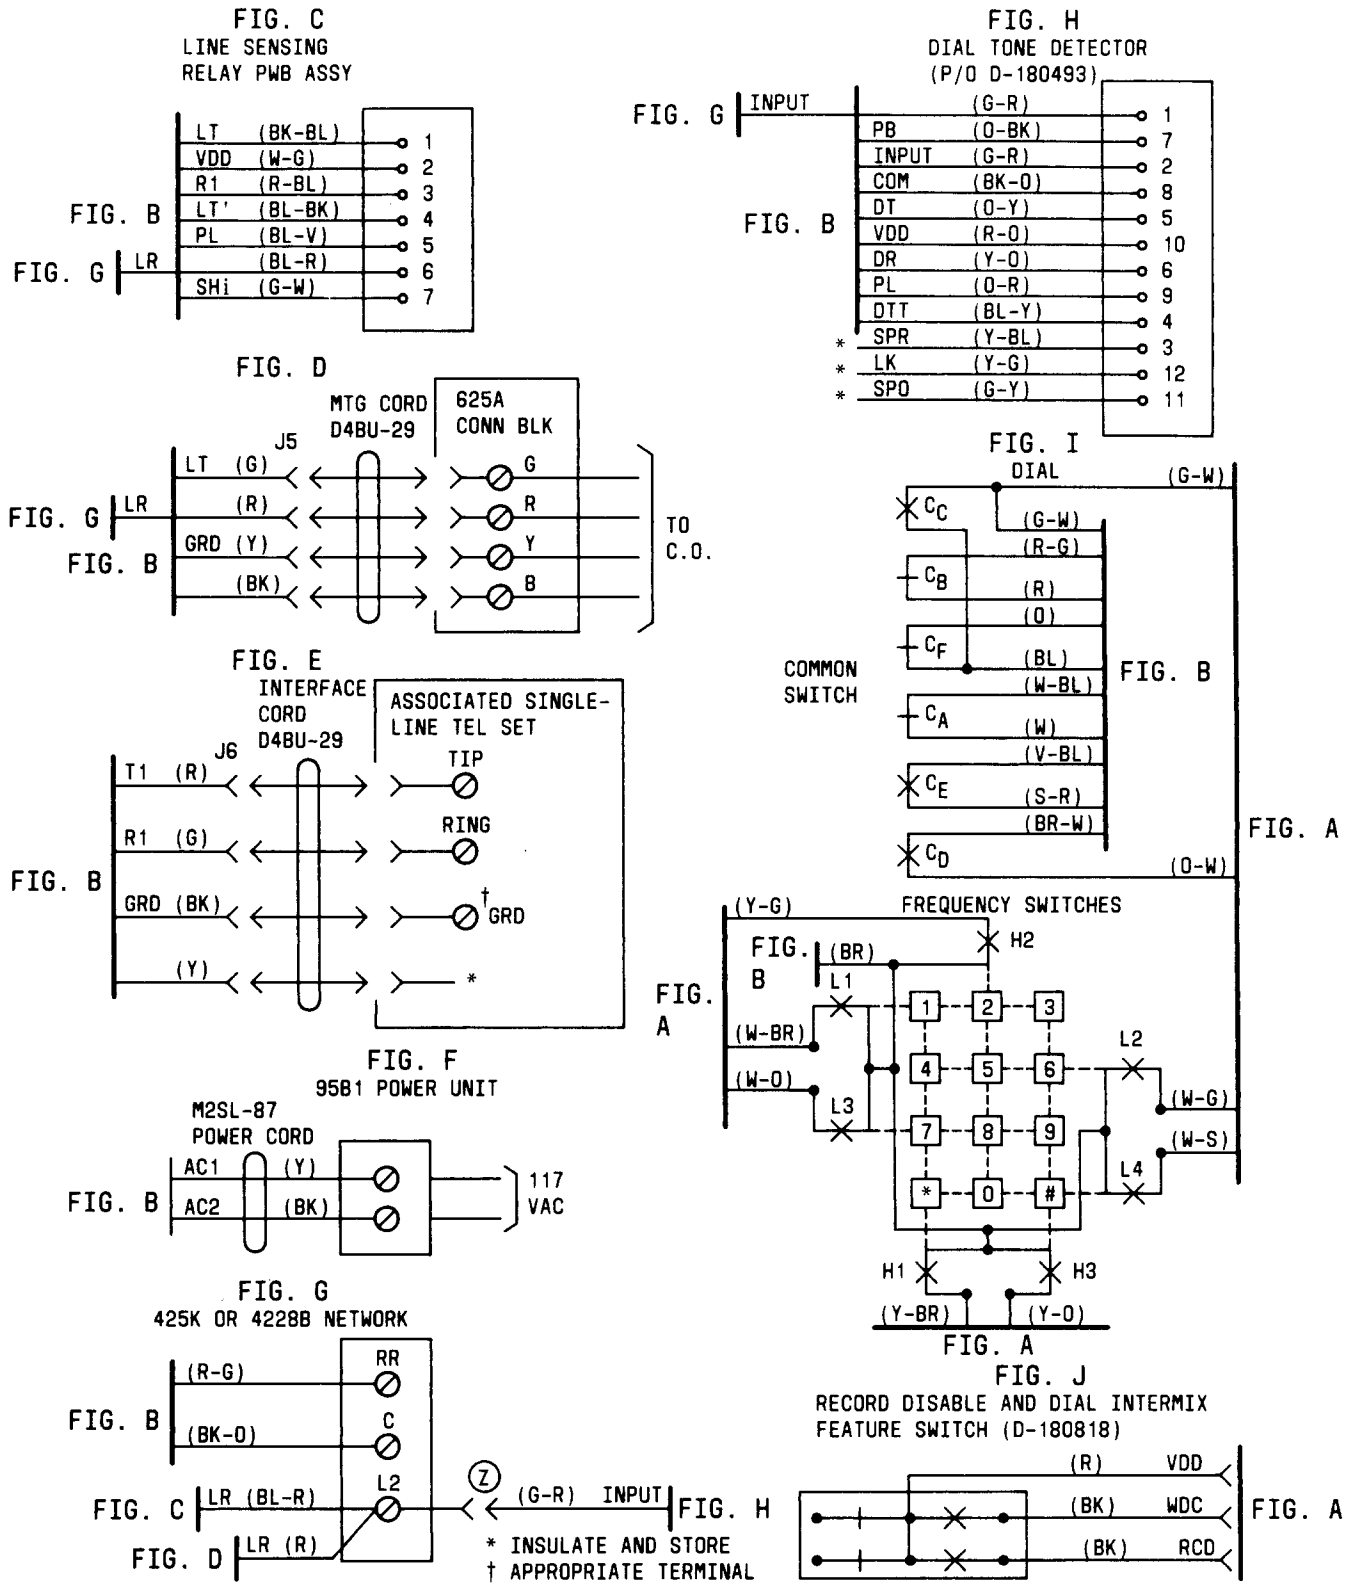 FIG. C
LINE SENSING
RELAY PWB ASSY
LT (BK-BL) 1
VDD (W-G) 2
R1 (R-BL) 3
FIG. B
LT' (BL-BK) 4
PL (BL-V) 5
FIG. G LR (BL-R) 6
SHi (G-W) 7
FIG. D
MTG CORD
D4BU-29
625A
CONN BLK
J5
LT (G) G
FIG. G LR (R) R
FIG. B
GRD (Y) Y
(BK) B
TO
C.O.
FIG. E
INTERFACE
CORD
D4BU-29
ASSOCIATED SINGLE-
LINE TEL SET
J6
T1 (R) TIP
R1 (G) RING
FIG. B
GRD (BK) † GRD
(Y) *
FIG. F
95B1 POWER UNIT
M2SL-87
POWER CORD
FIG. B
AC1 (Y)
AC2 (BK)
117
VAC
FIG. G
425K OR 4228B NETWORK
FIG. B
(R-G) RR
(BK-O) C
FIG. C LR (BL-R) L2 Z (G-R) INPUT FIG. H
FIG. D LR (R)
* INSULATE AND STORE
† APPROPRIATE TERMINAL
FIG. H
DIAL TONE DETECTOR
(P/O D-180493)
FIG. G INPUT (G-R) 1
PB (O-BK) 7
INPUT (G-R) 2
COM (BK-O) 8
FIG. B
DT (O-Y) 5
VDD (R-O) 10
DR (Y-O) 6
PL (O-R) 9
DTT (BL-Y) 4
* SPR (Y-BL) 3
* LK (Y-G) 12
* SPO (G-Y) 11
FIG. I
DIAL
(G-W)
CC
(G-W)
(R-G)
CB
(R)
(O)
CF
(BL)
COMMON
SWITCH
FIG. B
(W-BL)
CA
(W)
(V-BL)
CE
(S-R)
(BR-W)
CD
(O-W)
FIG. A
FREQUENCY SWITCHES
(Y-G)
H2
FIG.
B
(BR)
FIG.
A
L1
(W-BR)
(W-O)
L3
1 2 3
4 5 6
7 8 9
* 0 #
L2
(W-G)
(W-S)
L4
H1 H3
(Y-BR) (Y-O)
FIG. A
FIG. J
RECORD DISABLE AND DIAL INTERMIX
FEATURE SWITCH (D-180818)
(R) VDD
(BK) WDC
(BK) RCD
FIG. A